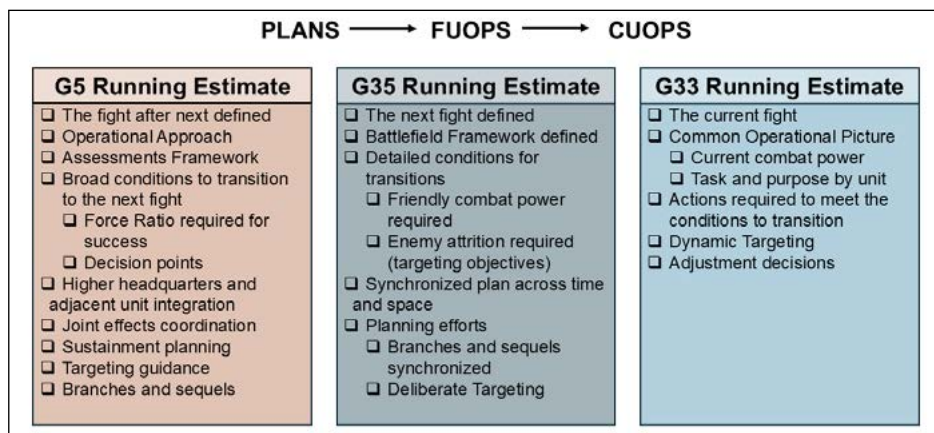 PLANS → FUOPS → CUOPS
G5 Running Estimate
❑ The fight after next defined
❑ Operational Approach
❑ Assessments Framework
❑ Broad conditions to transition
to the next fight
❑ Force Ratio required for
success
❑ Decision points
❑ Higher headquarters and
adjacent unit integration
❑ Joint effects coordination
❑ Sustainment planning
❑ Targeting guidance
❑ Branches and sequels
G35 Running Estimate
❑ The next fight defined
❑ Battlefield Framework defined
❑ Detailed conditions for
transitions
❑ Friendly combat power
required
❑ Enemy attrition required
(targeting objectives)
❑ Synchronized plan across time
and space
❑ Planning efforts
❑ Branches and sequels
synchronized
❑ Deliberate Targeting
G33 Running Estimate
❑ The current fight
❑ Common Operational Picture
❑ Current combat power
❑ Task and purpose by unit
❑ Actions required to meet the
conditions to transition
❑ Dynamic Targeting
❑ Adjustment decisions